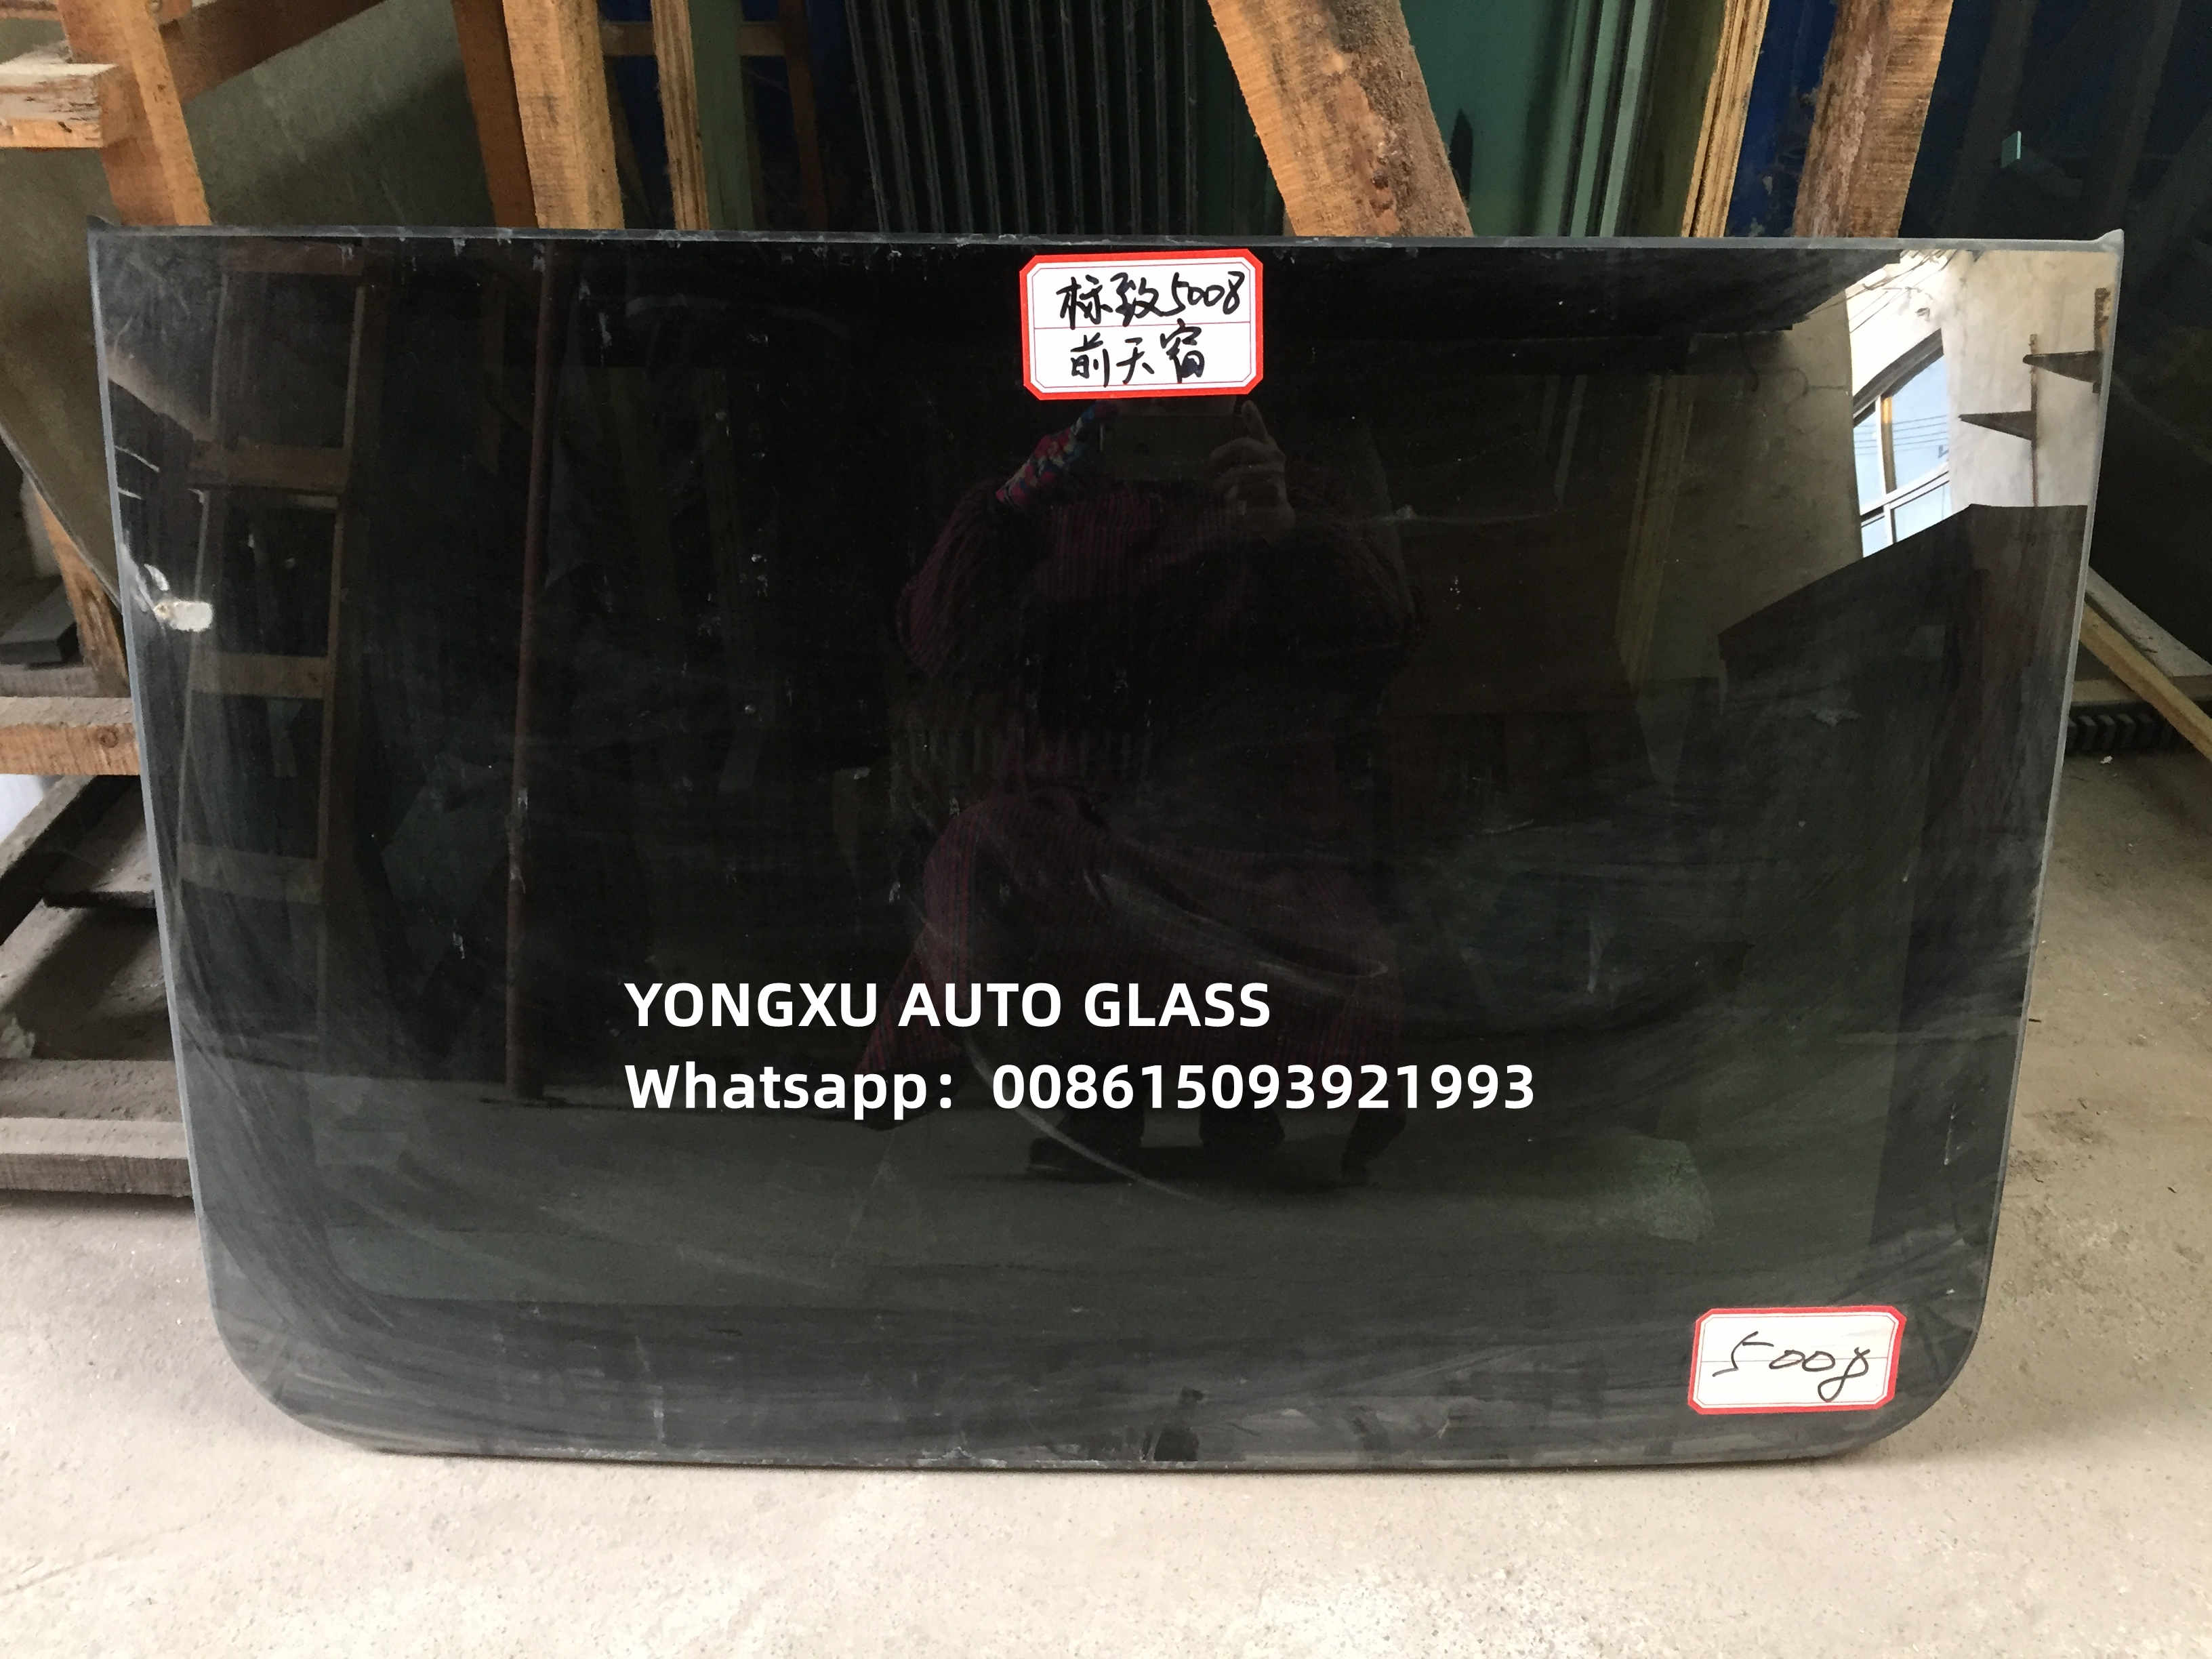 标致5008
前天窗
YONGXU AUTO GLASS
Whatsapp：008615093921993
5008